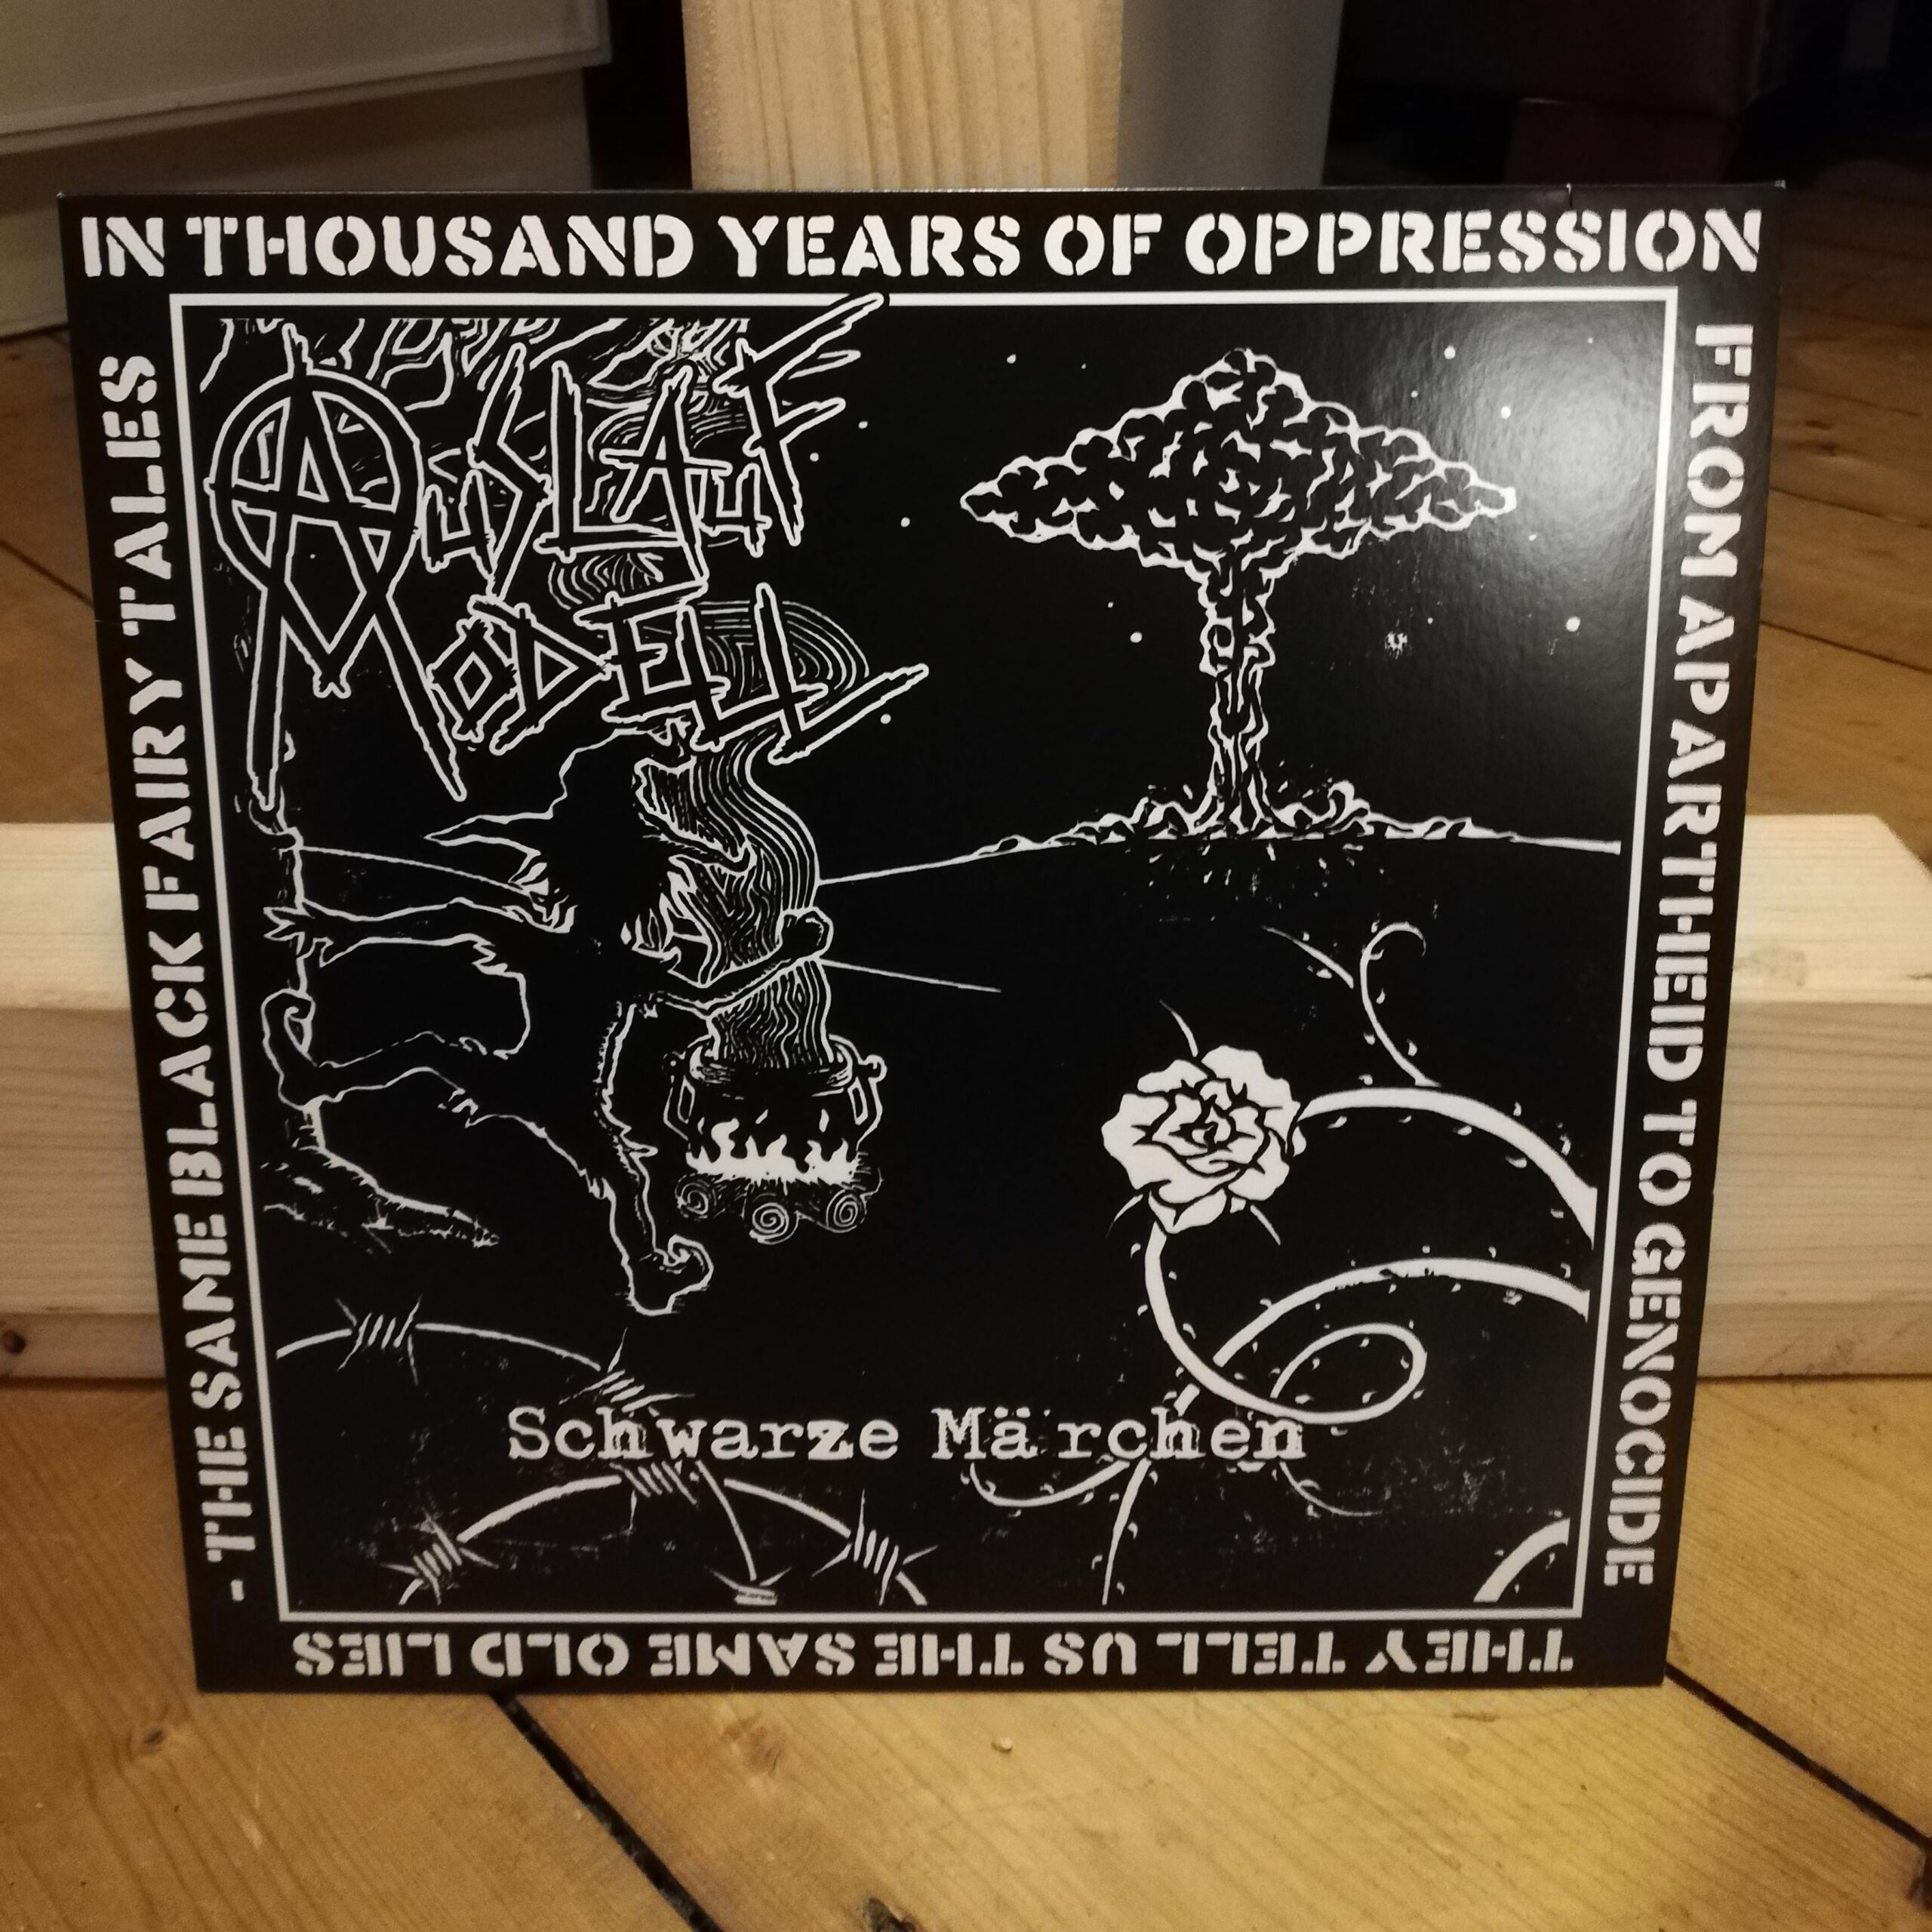 IN THOUSAND YEARS OF OPPRESSION
FROM APARTHEID TO GENOCIDE
THEY TELL US THE SAME OLD LIES
- THE SAME BLACK FAIRY TALES
AuSLAuF
MODELL
Schwarze Märchen